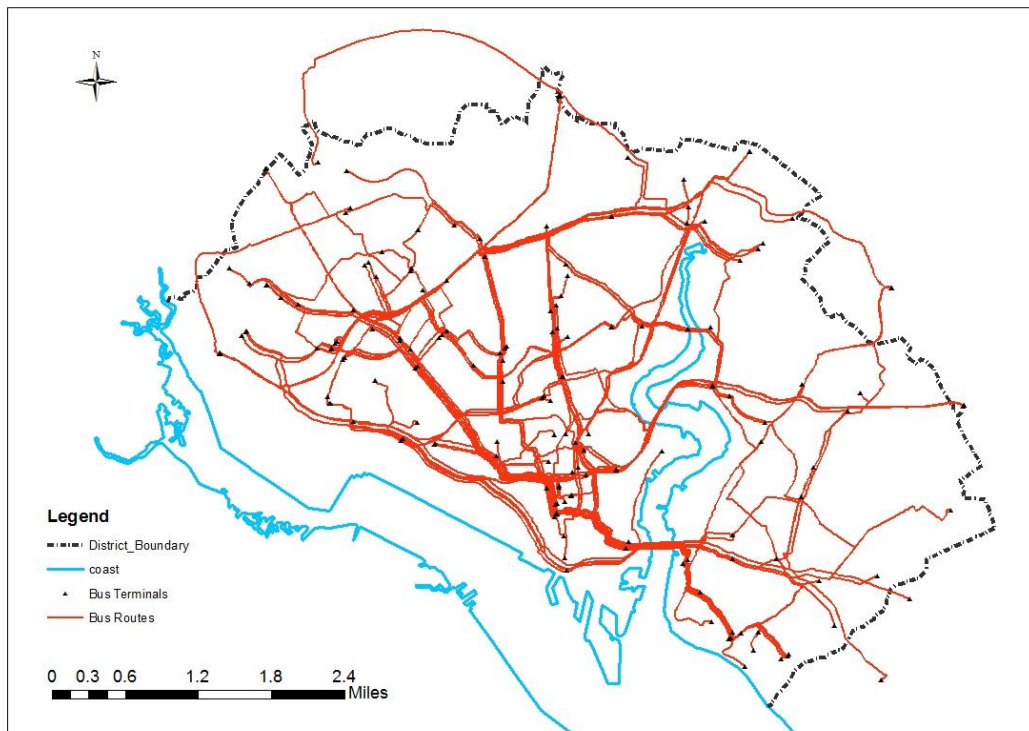 N
Legend
District_Boundary
coast
Bus Terminals
Bus Routes
0 0.3 0.6 1.2 1.8 2.4
Miles